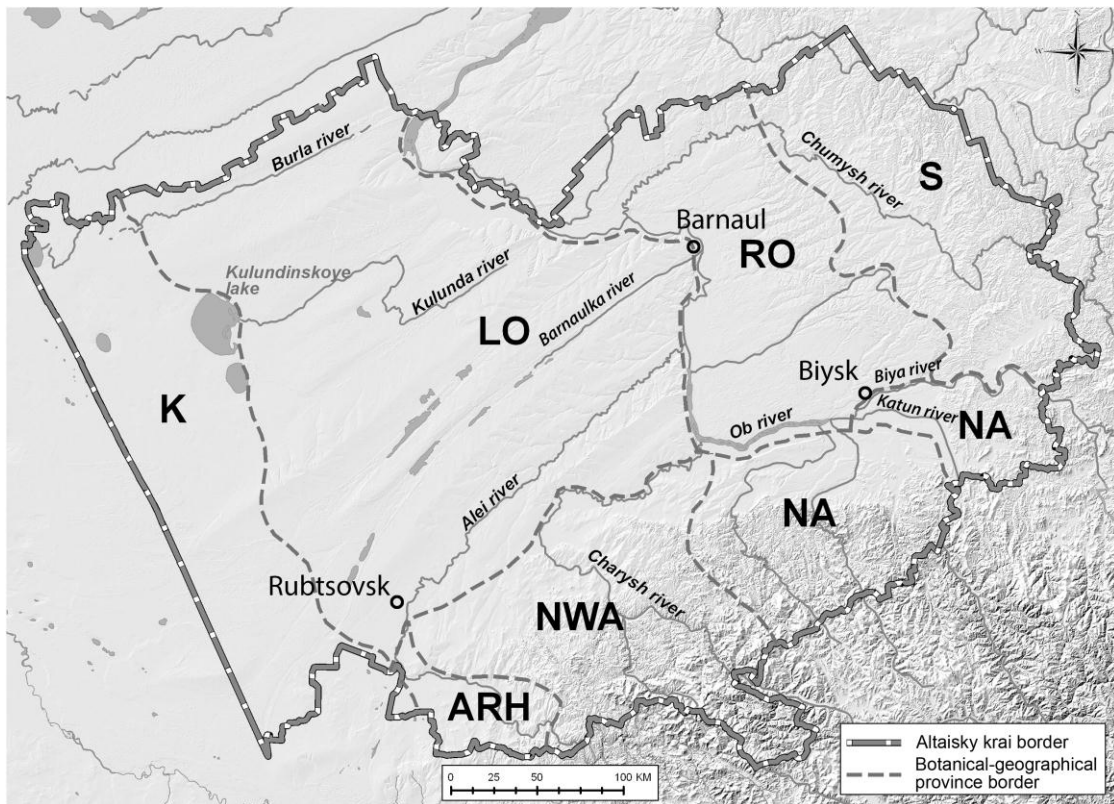 N
W
E
S
Burla river
Chumysh river
S
Barnaul
RO
Kulundinskoye
lake
Kulunda river
LO
Barnaulka river
K
Biysk
Biya river
Katun river
NA
Ob river
Alei river
NA
Rubtsovsk
Charysh river
NWA
ARH
0 25 50 100 KM
Altaisky krai border
Botanical-geographical
province border